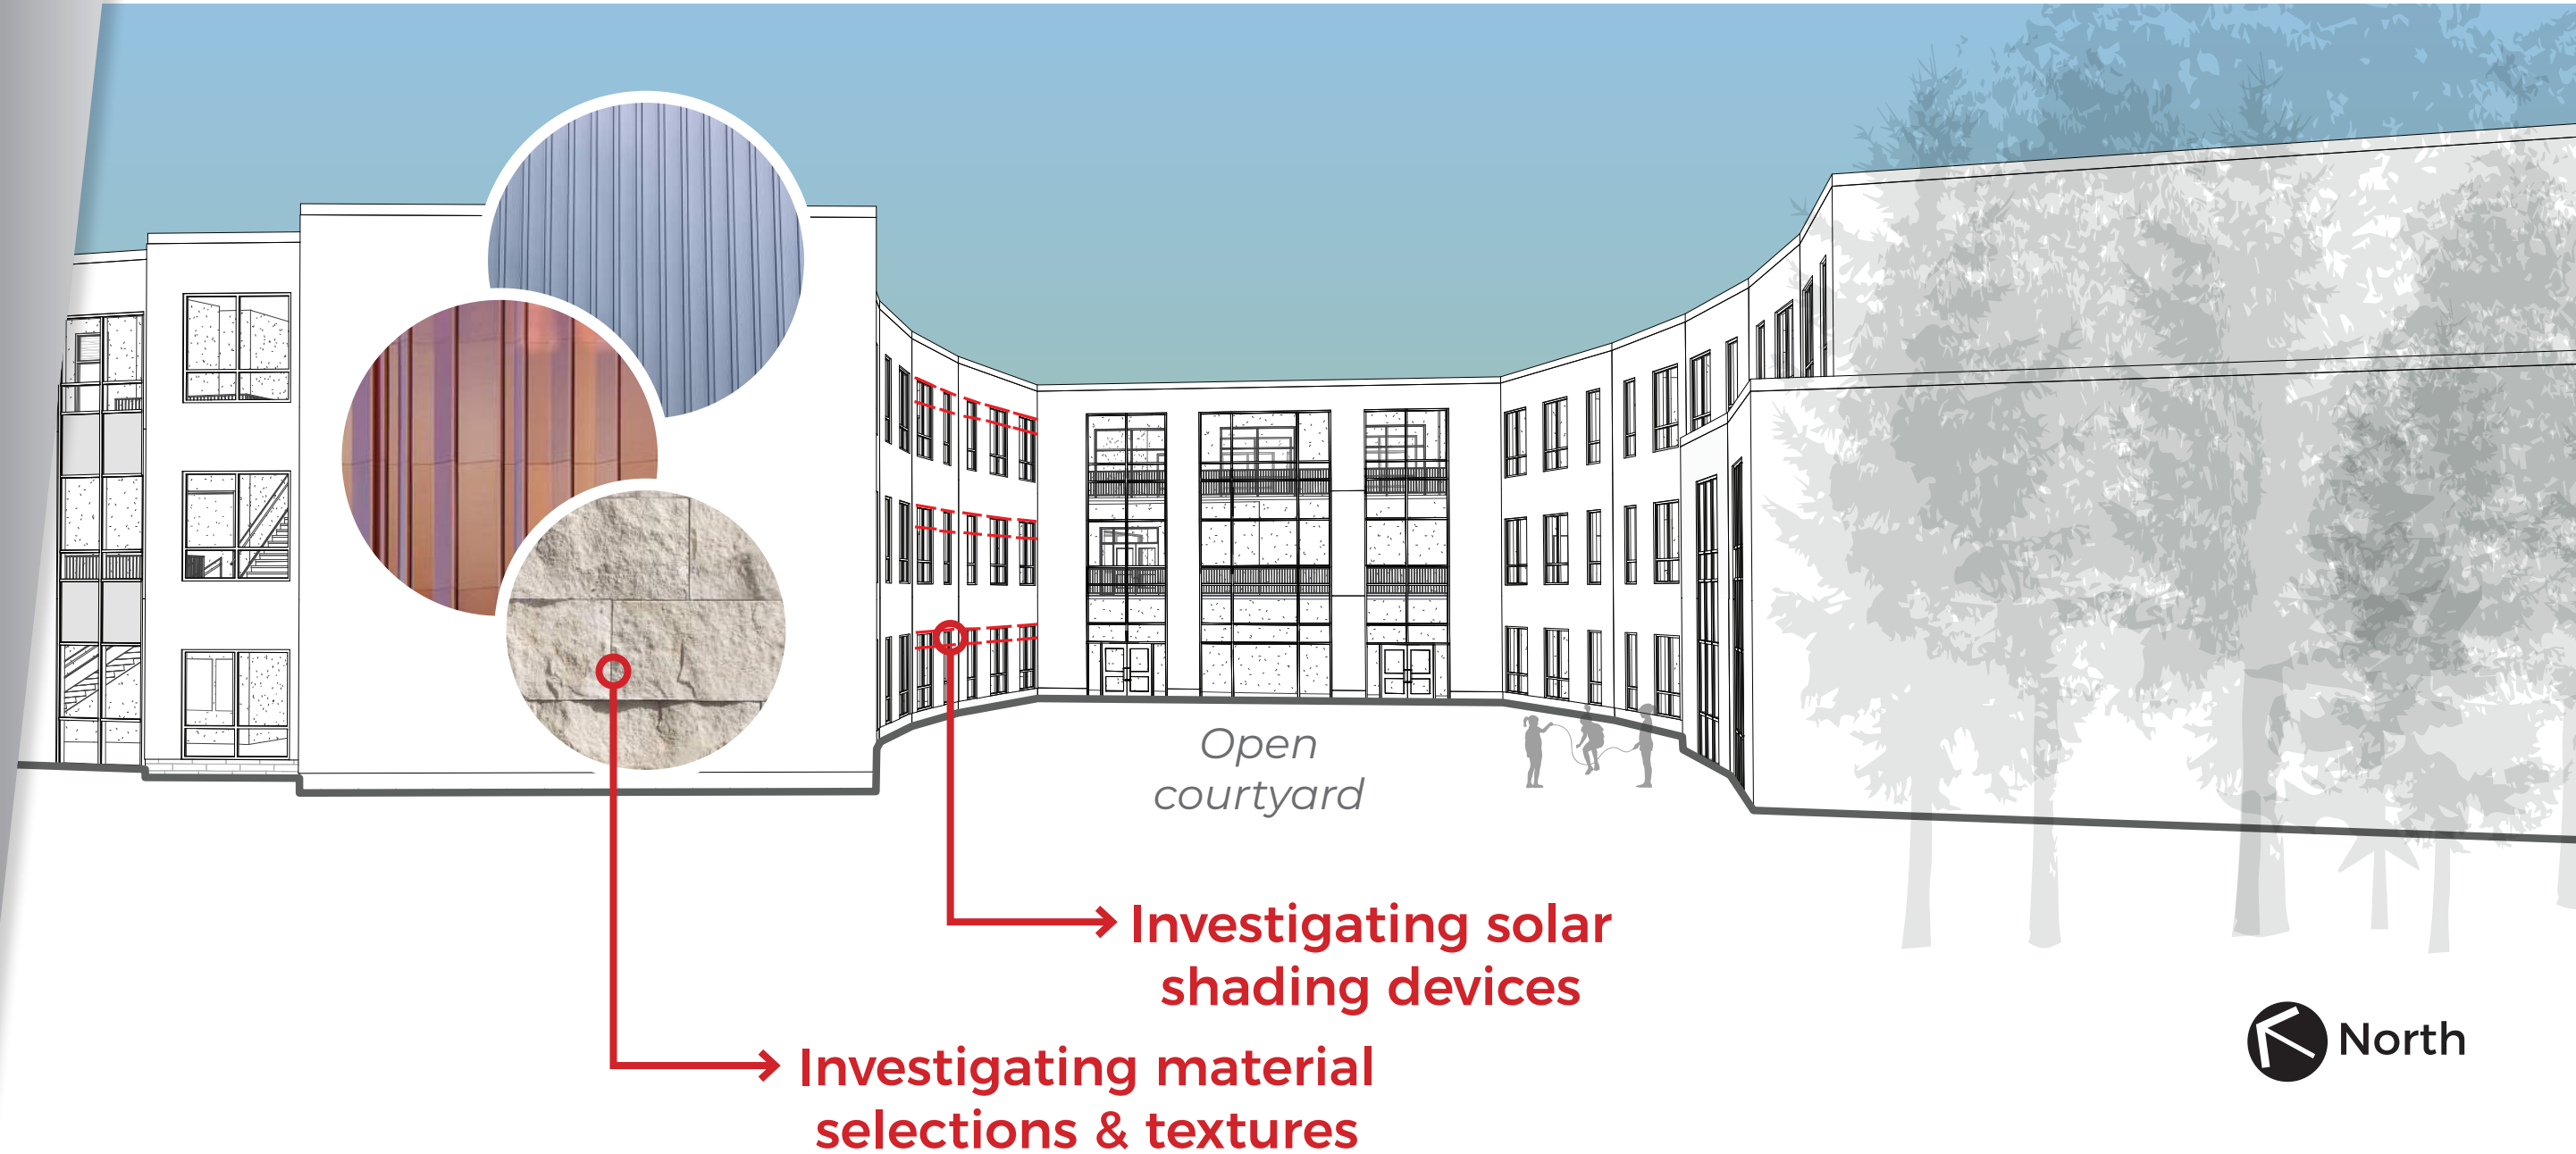 Open
courtyard
Investigating solar
shading devices
Investigating material
selections & textures
North